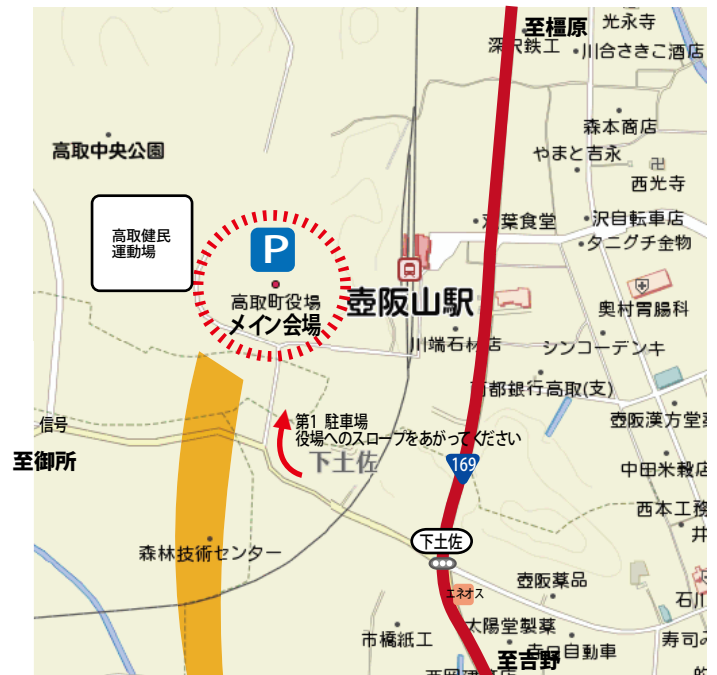 至橿原
光永寺
深沢鉄工
川合さきこ酒店
森本商店
高取中央公園
やまと吉永
西光寺
高取健民
運動場
P
沢自転車店
葉食堂
タニグチ金物
高取町役場
メイン会場
壺阪山駅
奥村胃腸科
川端石材店
シンコーデンキ
南都銀行高取(支)
信号
第1 駐車場
役場へのスロープをあがってください
壺阪漢方堂薬
至御所
下土佐
169
中田米穀店
西本工務
下土佐
井
森林技術センター
壺阪薬品
エネオス
石川
太陽堂製薬
市橋紙工
寿司み
至吉野
自動車
的